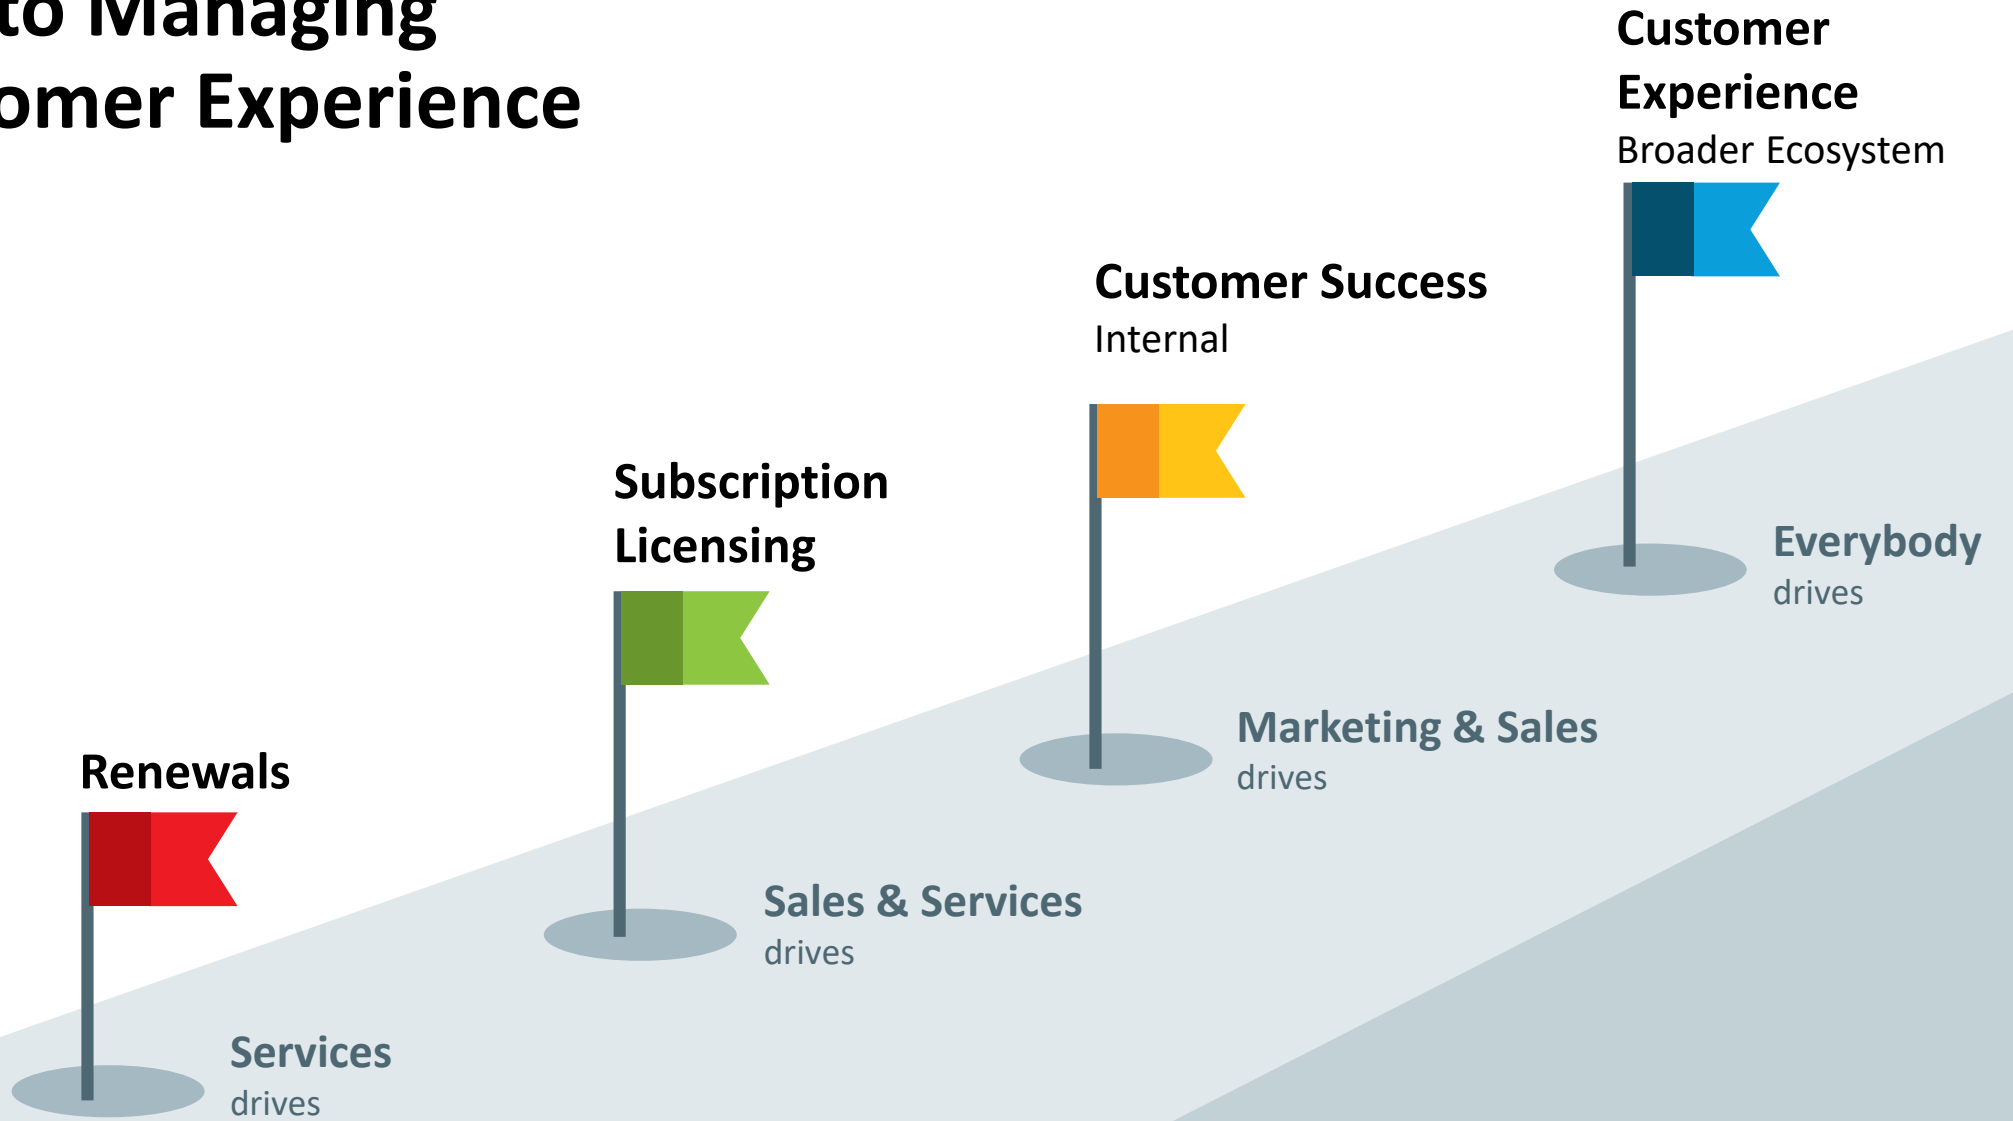 to Managing
omer Experience
Customer
Experience
Broader Ecosystem
Customer Success
Internal
Subscription
Licensing
Renewals
Everybody
drives
Marketing & Sales
drives
Sales & Services
drives
Services
drives